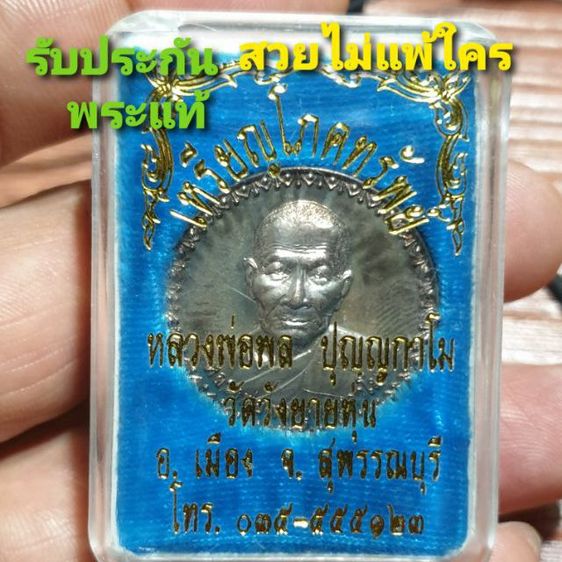 รับประกัน สวยไม่แพ้ใคร
พระแท้
เหรียญโภคทรัพย์
หลวงพ่อพล ปุญญกาโม
วัดวังยายหุ่น
อ. เมือง จ. สุพรรณบุรี
โทร. ๐๓๕-๕๕๕๑๒๓